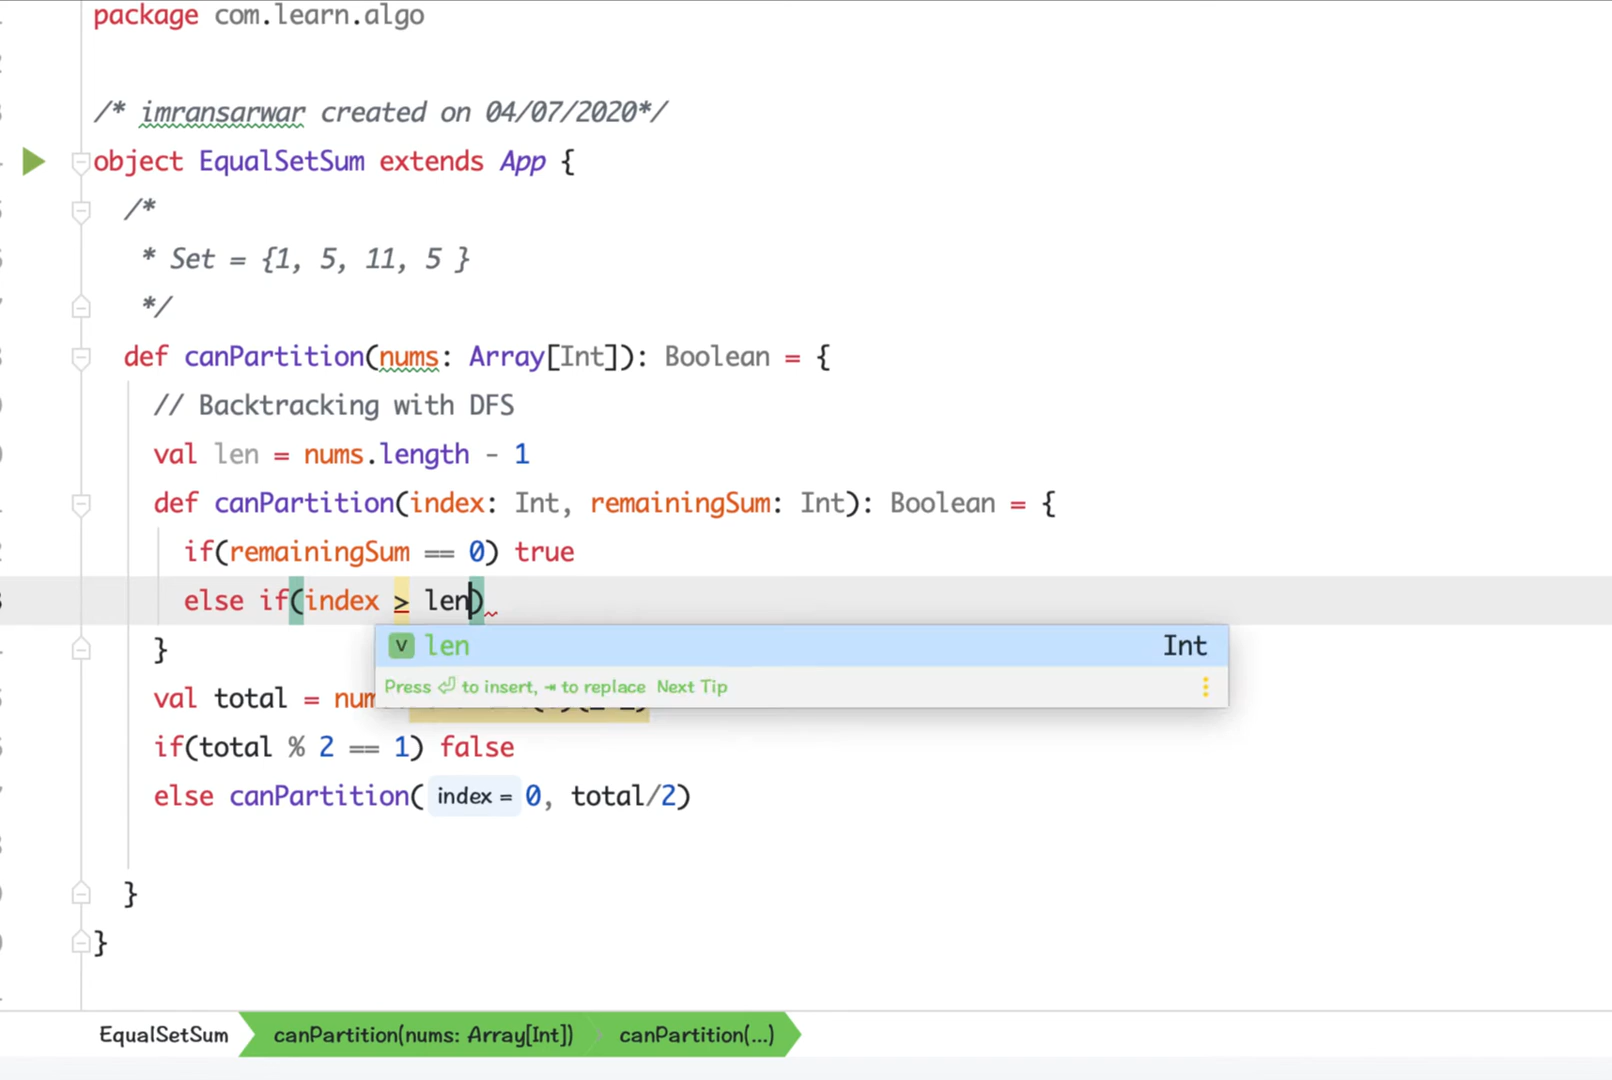 package com.learn.algo
/* imransarwar created on 04/07/2020*/
object EqualSetSum extends App {
/*
* Set = {1, 5, 11, 5 }
*/
def canPartition(nums: Array[Int]): Boolean = {
// Backtracking with DFS
val len = nums.length - 1
def canPartition(index: Int, remainingSum: Int): Boolean = {
if(remainingSum == 0) true
else if(index > len)
v len Int
Press ⏎ to insert, ⇥ to replace Next Tip
}
val total =
if(total % 2 == 1) false
else canPartition( index = 0, total/2)
}
}
EqualSetSum canPartition(nums: Array[Int]) canPartition(...)